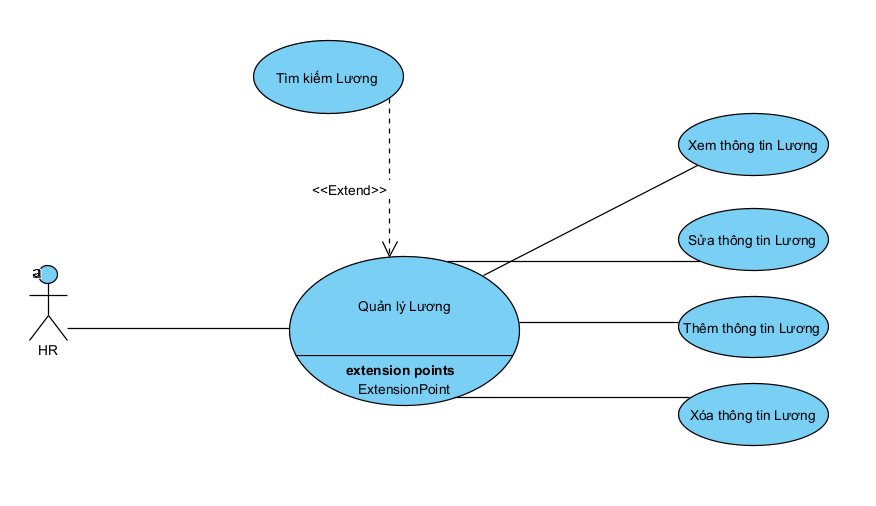 Tìm kiếm Lương
Xem thông tin Lương
<<Extend>>
Sửa thông tin Lương
a
Quản lý Lương
Thêm thông tin Lương
HR
extension points
ExtensionPoint
Xóa thông tin Lương